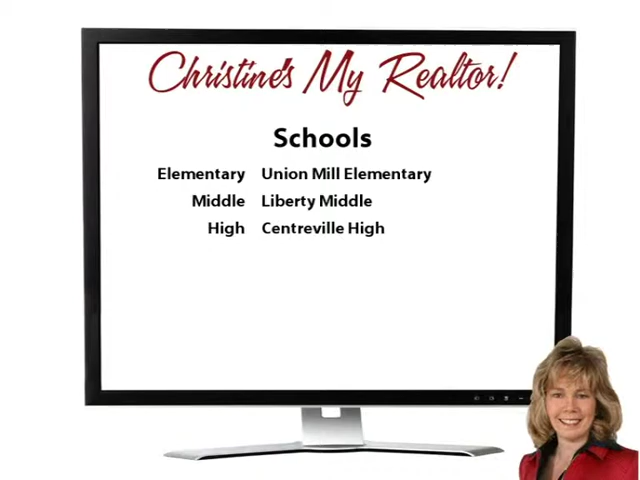 Christine's My Realtor!
Schools
Elementary Union Mill Elementary
Middle Liberty Middle
High Centreville High